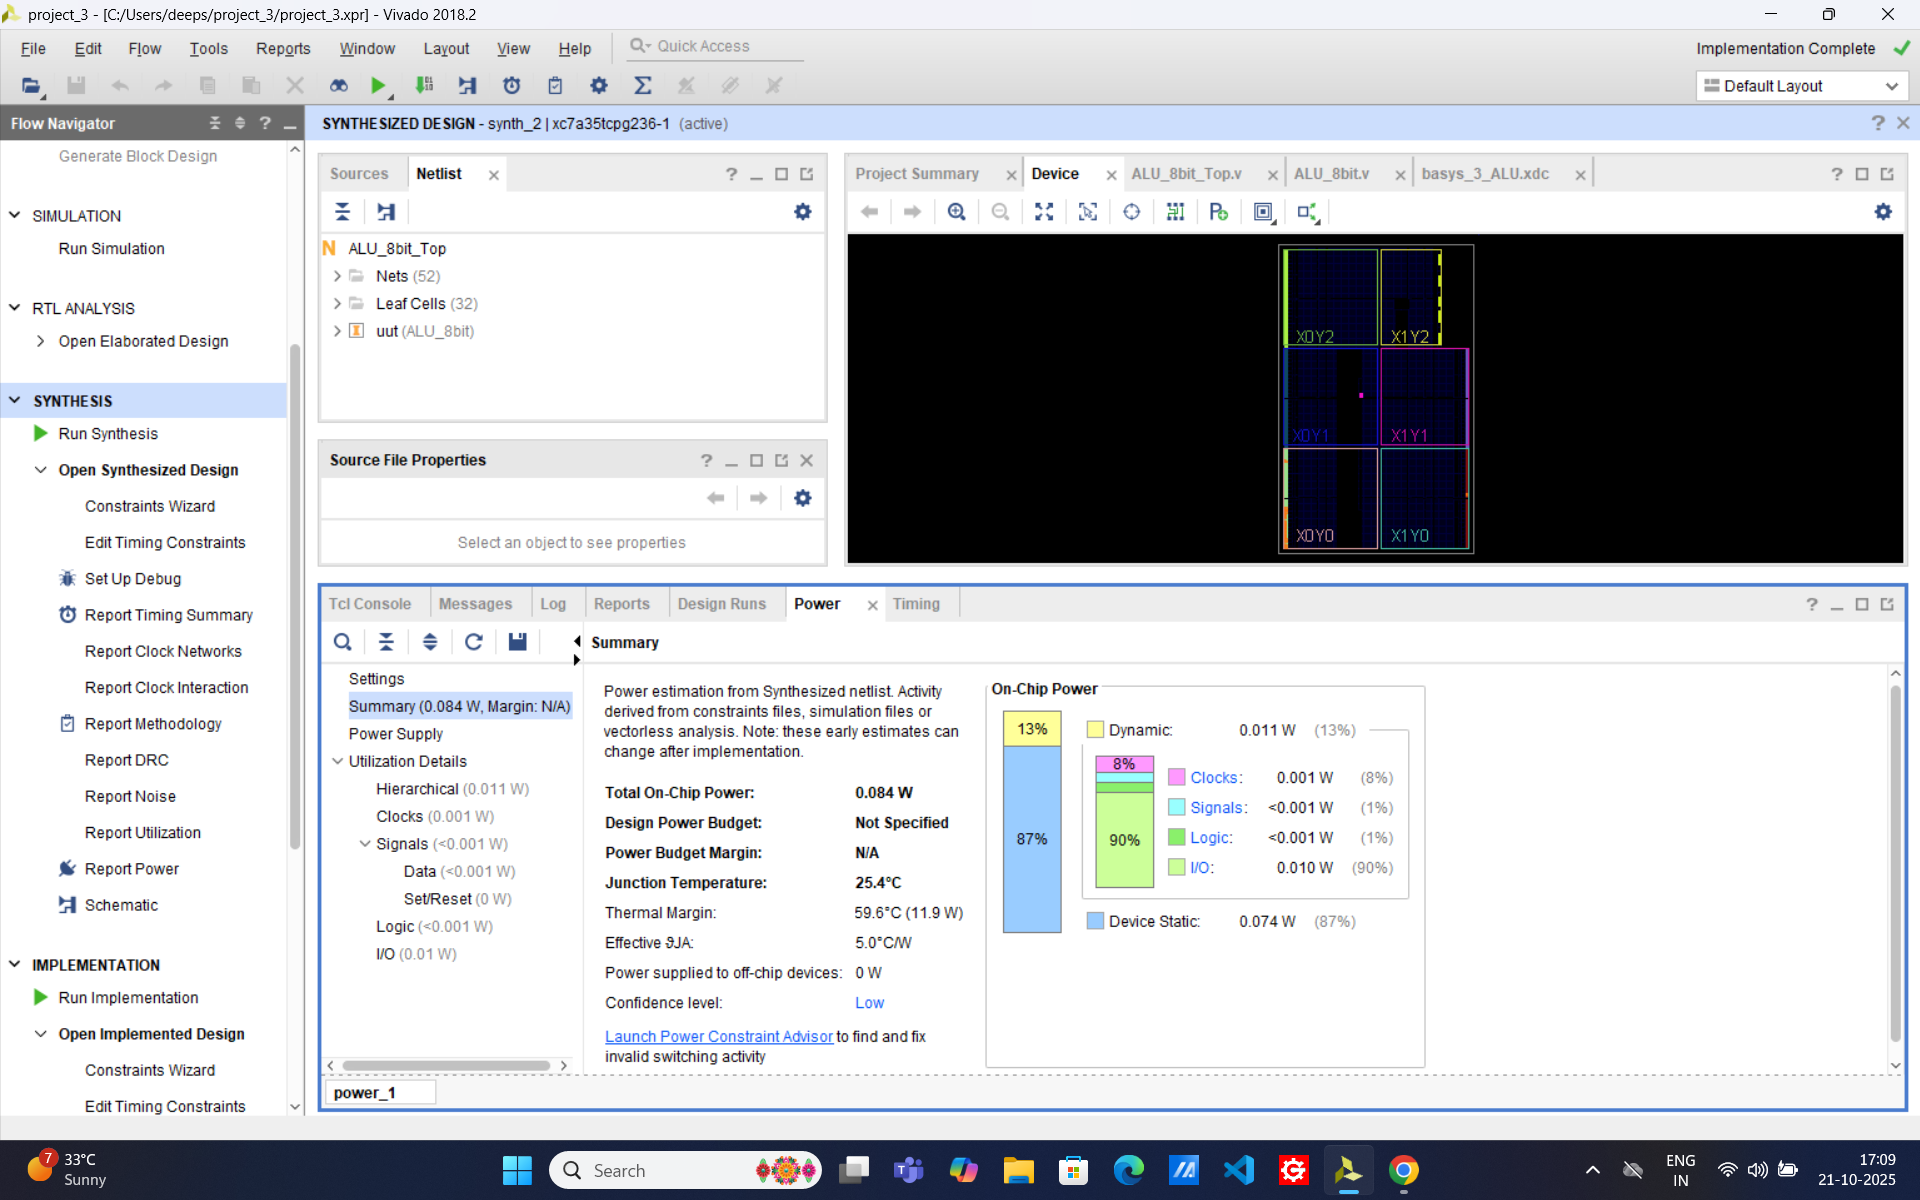 project_3 - [C:/Users/deeps/project_3/project_3.xpr] - Vivado 2018.2
File Edit Flow Tools Reports Window Layout View Help Quick Access
Implementation Complete
Default Layout
Flow Navigator
SYNTHESIZED DESIGN - synth_2 | xc7a35tcpg236-1 (active)
Generate Block Design
SIMULATION
Run Simulation
RTL ANALYSIS
Open Elaborated Design
SYNTHESIS
Run Synthesis
Open Synthesized Design
Constraints Wizard
Edit Timing Constraints
Set Up Debug
Report Timing Summary
Report Clock Networks
Report Clock Interaction
Report Methodology
Report DRC
Report Noise
Report Utilization
Report Power
Schematic
IMPLEMENTATION
Run Implementation
Open Implemented Design
Constraints Wizard
Edit Timing Constraints
Sources Netlist
ALU_8bit_Top
Nets (52)
Leaf Cells (32)
uut (ALU_8bit)
Source File Properties
Select an object to see properties
Project Summary Device ALU_8bit_Top.v ALU_8bit.v basys_3_ALU.xdc
X0Y2 X1Y2
X0Y1 X1Y1
X0Y0 X1Y0
Tcl Console Messages Log Reports Design Runs Power Timing
Summary
Settings
Summary (0.084 W, Margin: N/A)
Power Supply
Utilization Details
Hierarchical (0.011 W)
Clocks (0.001 W)
Signals (<0.001 W)
Data (<0.001 W)
Set/Reset (0 W)
Logic (<0.001 W)
I/O (0.01 W)
power_1
Power estimation from Synthesized netlist. Activity
derived from constraints files, simulation files or
vectorless analysis. Note: these early estimates can
change after implementation.
Total On-Chip Power: 0.084 W
Design Power Budget: Not Specified
Power Budget Margin: N/A
Junction Temperature: 25.4°C
Thermal Margin: 59.6°C (11.9 W)
Effective ϑJA: 5.0°C/W
Power supplied to off-chip devices: 0 W
Confidence level: Low
Launch Power Constraint Advisor to find and fix
invalid switching activity
On-Chip Power
13%
87%
Dynamic: 0.011 W (13%)
8%
90%
Clocks: 0.001 W (8%)
Signals: <0.001 W (1%)
Logic: <0.001 W (1%)
I/O: 0.010 W (90%)
Device Static: 0.074 W (87%)
7
33°C
Sunny
Search
ENG
IN
17:09
21-10-2025